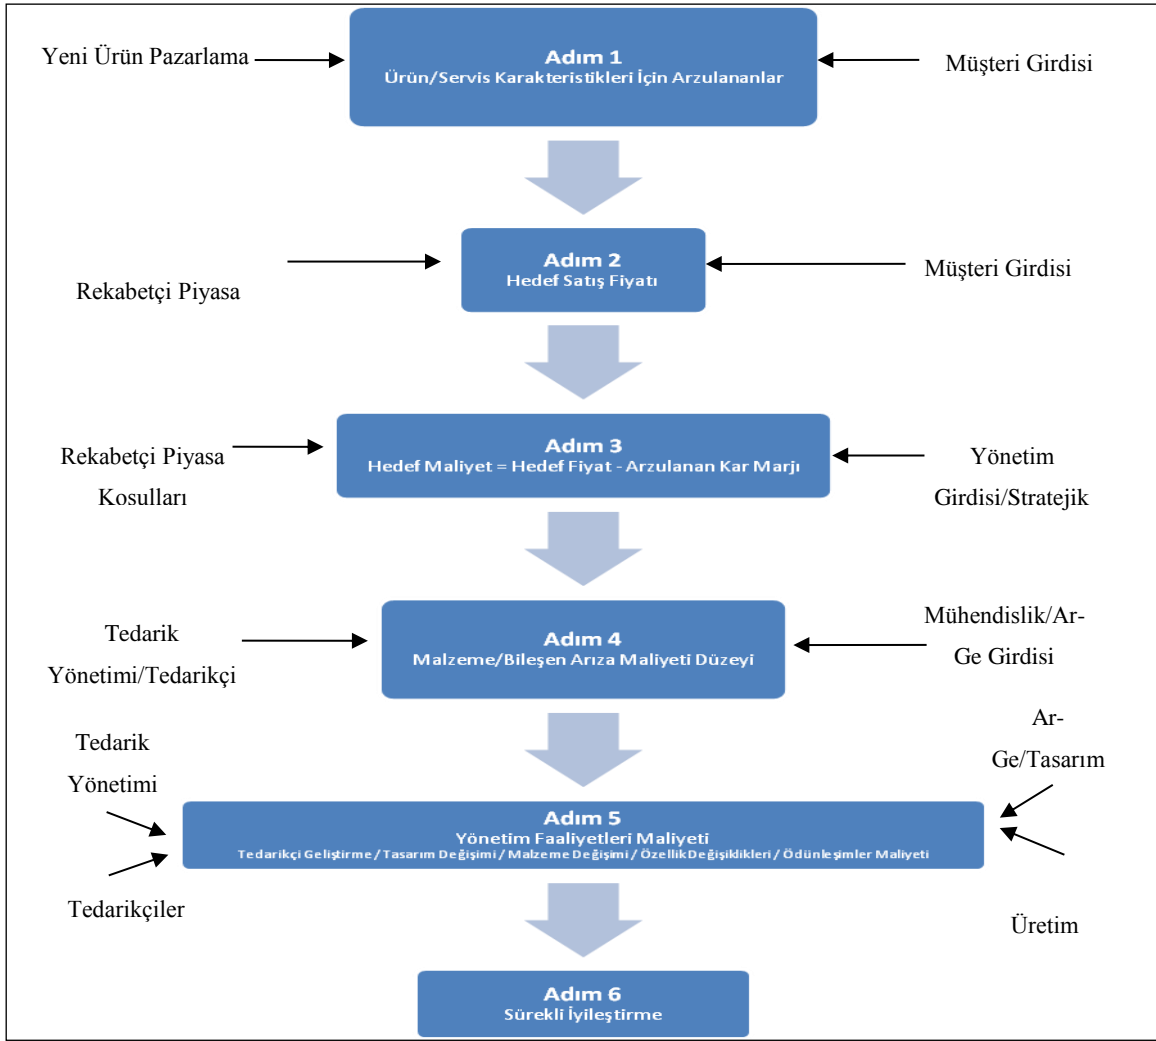 Adım 1
Yeni Ürün Pazarlama
Ürün/Servis Karakteristikleri İçin Arzulananlar
Müşteri Girdisi
Adım 2
Hedef Satış Fiyatı
Müşteri Girdisi
Rekabetçi Piyasa
Adım 3
Hedef Maliyet = Hedef Fiyat - Arzulanan Kar Marjı
Rekabetçi Piyasa
Kosulları
Yönetim
Girdisi/Stratejik
Adım 4
Malzeme/Bileşen Arıza Maliyeti Düzeyi
Tedarik
Yönetimi/Tedarikçi
Mühendislik/Ar-
Ge Girdisi
Tedarik
Yönetimi
Ar-
Ge/Tasarım
Adım 5
Yönetim Faaliyetleri Maliyeti
Tedarikçi Geliştirme / Tasarım Değişimi / Malzeme Değişimi / Özellik Değişiklikleri / Ödünleşimler Maliyeti
Tedarikçiler
Üretim
Adım 6
Sürekli İyileştirme